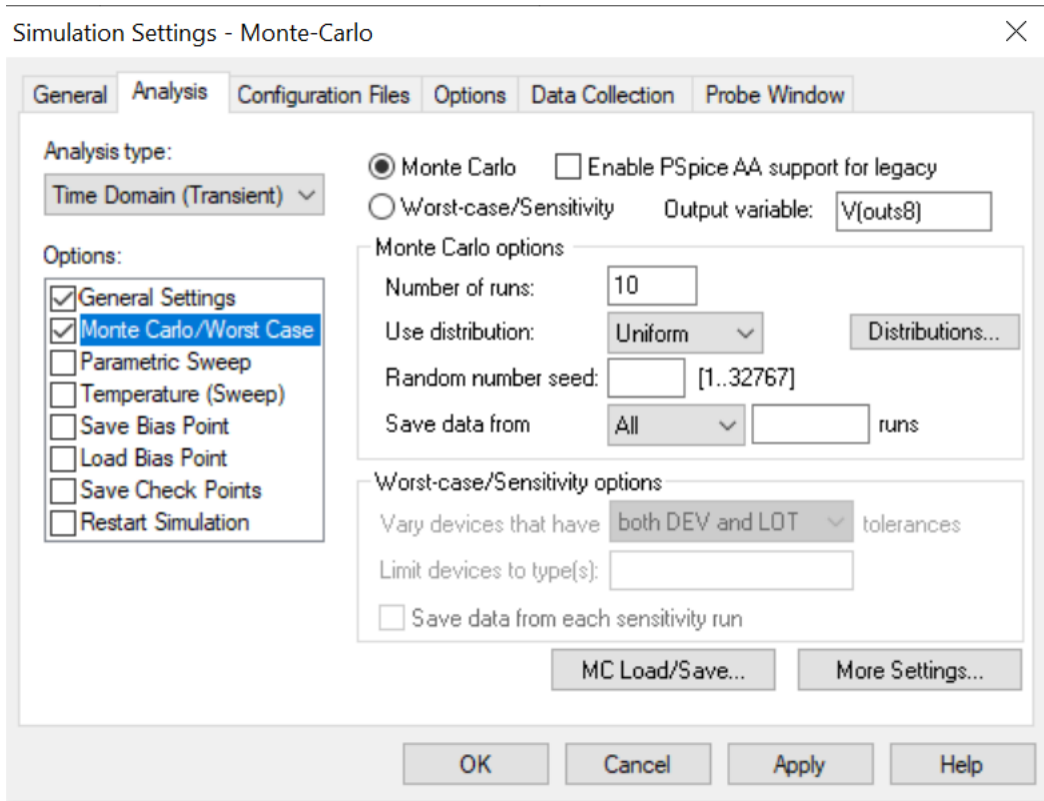 Simulation Settings - Monte-Carlo
General Analysis Configuration Files Options Data Collection Probe Window
Analysis type:
Time Domain (Transient)
Options:
General Settings
Monte Carlo/Worst Case
Parametric Sweep
Temperature (Sweep)
Save Bias Point
Load Bias Point
Save Check Points
Restart Simulation
Monte Carlo Enable PSpice AA support for legacy
Worst-case/Sensitivity Output variable: V(outs8)
Monte Carlo options
Number of runs: 10
Use distribution: Uniform Distributions...
Random number seed: [1..32767]
Save data from All runs
Worst-case/Sensitivity options
Vary devices that have both DEV and LOT tolerances
Limit devices to type(s):
Save data from each sensitivity run
MC Load/Save... More Settings...
OK Cancel Apply Help